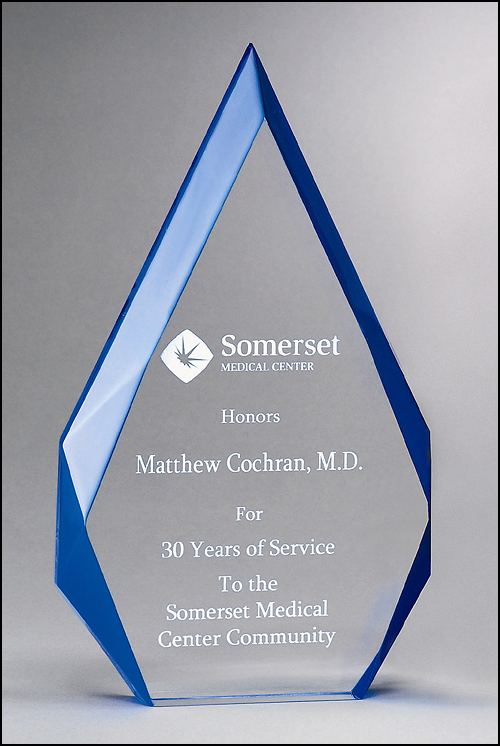 Somerset
MEDICAL CENTER
Honors
Matthew Cochran, M.D.
For
30 Years of Service
To the
Somerset Medical
Center Community